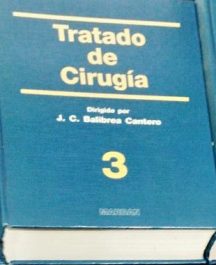 Tratado
de
Cirugía
Dirigido por
J. C. Balibrea Cantero
3
MARBAN